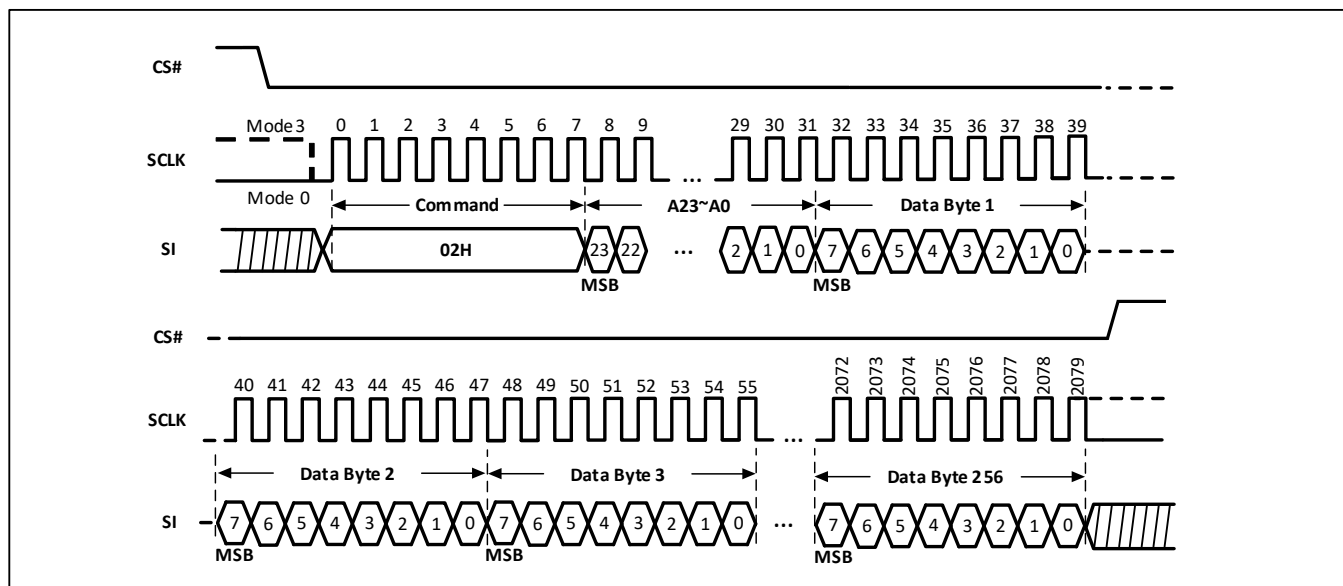 CS#
Mode 3 0 1 2 3 4 5 6 7 8 9 29 30 31 32 33 34 35 36 37 38 39
SCLK ...
Mode 0 Command A23~A0 Data Byte 1
SI 02H 23 22 ... 2 1 0 7 6 5 4 3 2 1 0
MSB MSB
CS#
40 41 42 43 44 45 46 47 48 49 50 51 52 53 54 55 2072 2073 2074 2075 2076 2077 2078 2079
SCLK ...
Data Byte 2 Data Byte 3 Data Byte 256
SI 7 6 5 4 3 2 1 0 7 6 5 4 3 2 1 0 ... 7 6 5 4 3 2 1 0
MSB MSB MSB